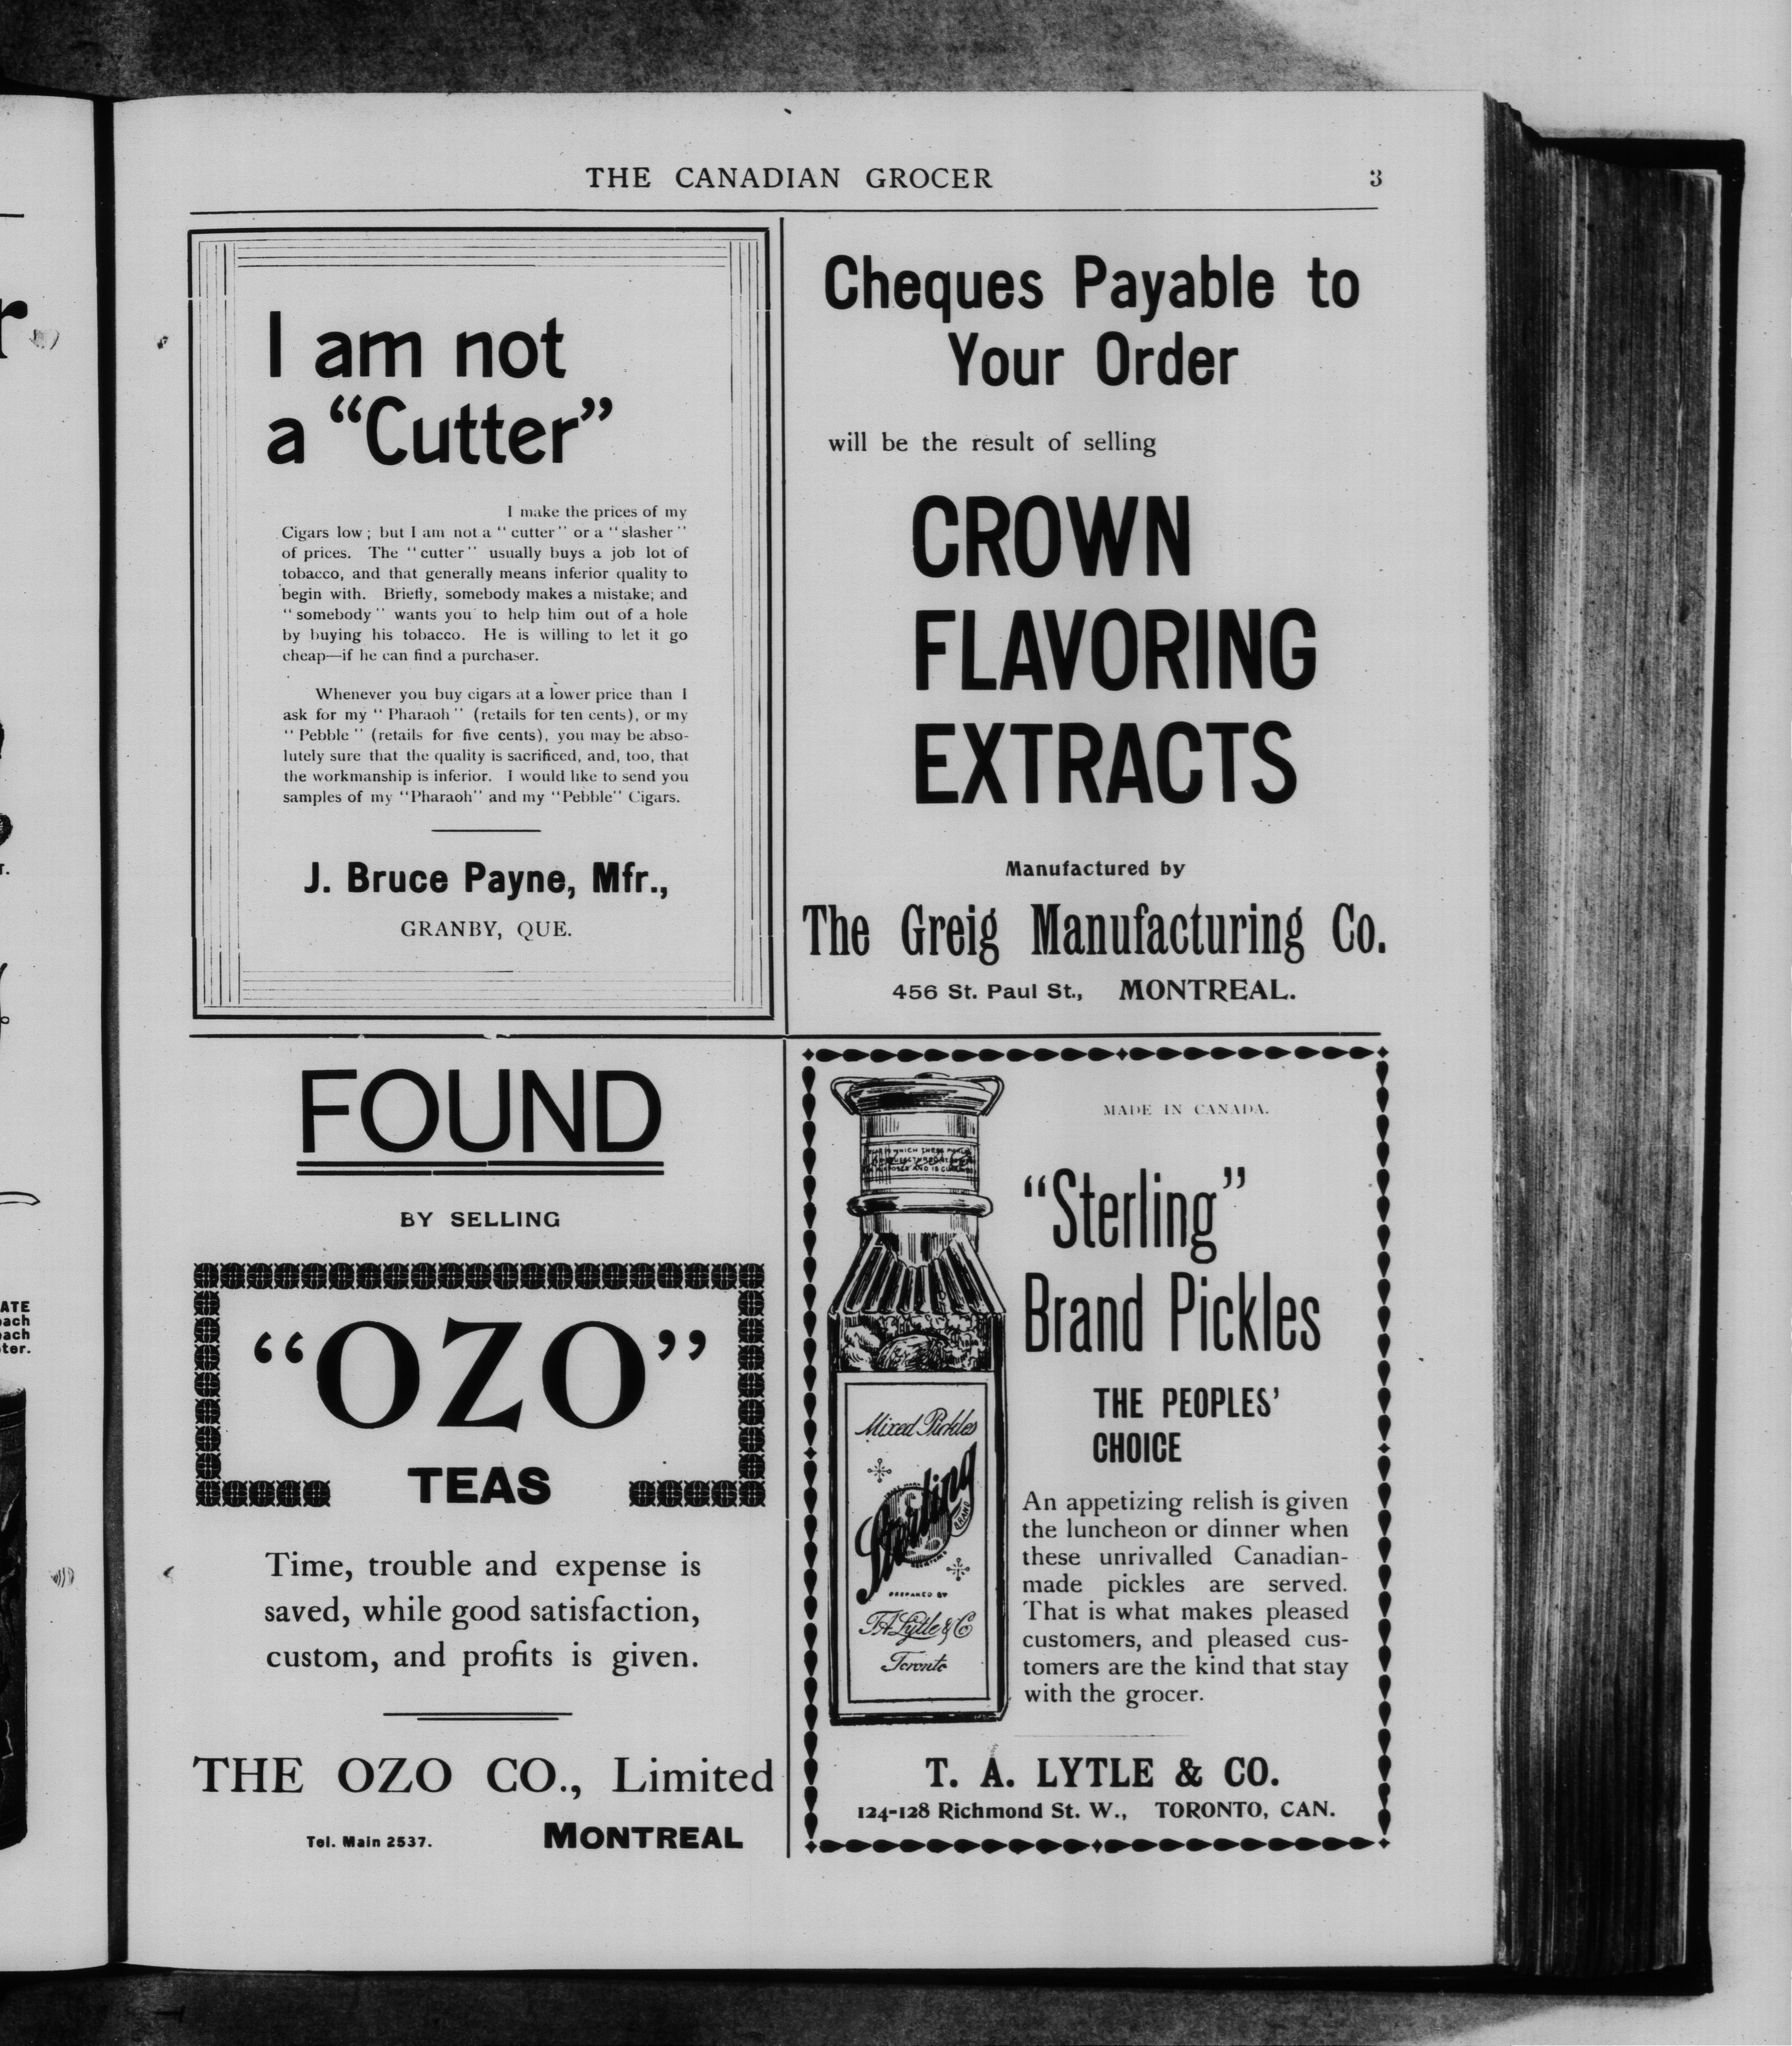 THE CANADIAN GROCER 3
I am not
a “Cutter”
I make the prices of my
Cigars low; but I am not a “cutter” or a “slasher”
of prices. The “cutter” usually buys a job lot of
tobacco, and that generally means inferior quality to
begin with. Briefly, somebody makes a mistake; and
“somebody” wants you to help him out of a hole
by buying his tobacco. He is willing to let it go
cheap—if he can find a purchaser.
Whenever you buy cigars at a lower price than I
ask for my “Pharaoh” (retails for ten cents), or my
“Pebble” (retails for five cents), you may be abso-
lutely sure that the quality is sacrificed, and, too, that
the workmanship is inferior. I would like to send you
samples of my “Pharaoh” and my “Pebble” Cigars.
J. Bruce Payne, Mfr.,
GRANBY, QUE.
Cheques Payable to
Your Order
will be the result of selling
CROWN
FLAVORING
EXTRACTS
Manufactured by
The Greig Manufacturing Co.
456 St. Paul St., MONTREAL.
FOUND
BY SELLING
“OZO”
TEAS
Time, trouble and expense is
saved, while good satisfaction,
custom, and profits is given.
THE OZO CO., Limited
Tel. Main 2537. MONTREAL
MADE IN CANADA.
“Sterling”
Brand Pickles
THE PEOPLES’
CHOICE
An appetizing relish is given
the luncheon or dinner when
these unrivalled Canadian-
made pickles are served.
That is what makes pleased
customers, and pleased cus-
tomers are the kind that stay
with the grocer.
Mixed Pickles
Sterling
BRAND
PREPARED BY
T.A. Lytle & Co
Toronto
T. A. LYTLE & CO.
124-128 Richmond St. W., TORONTO, CAN.
ATE
each
each
ter.